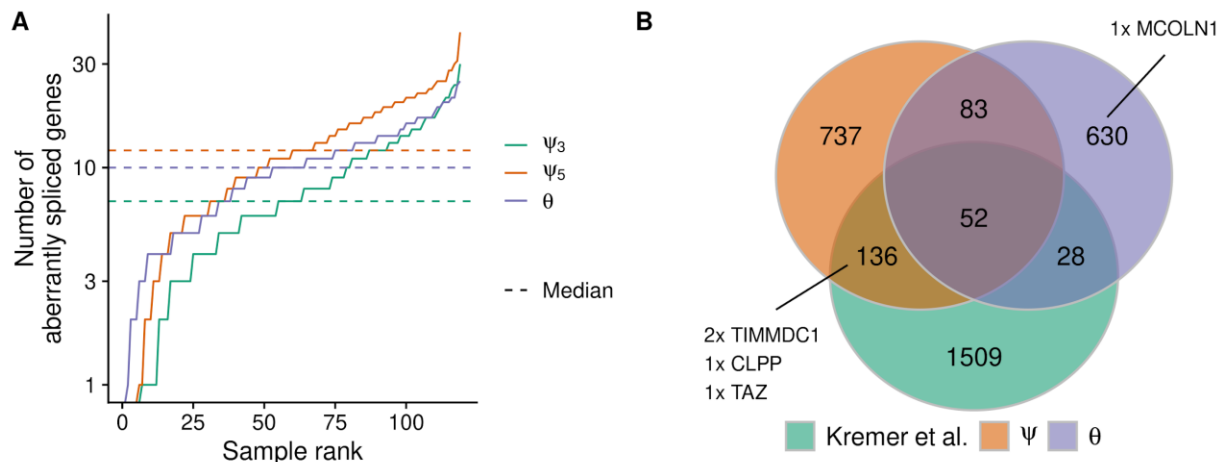 A
Number of
aberrantly spliced genes
30
10
3
1
0 25 50 75 100
Sample rank
ψ3
ψ5
θ
Median
B
1x MCOLN1
83
737
630
52
136
28
2x TIMMDC1
1x CLPP
1x TAZ
1509
Kremer et al. ψ θ